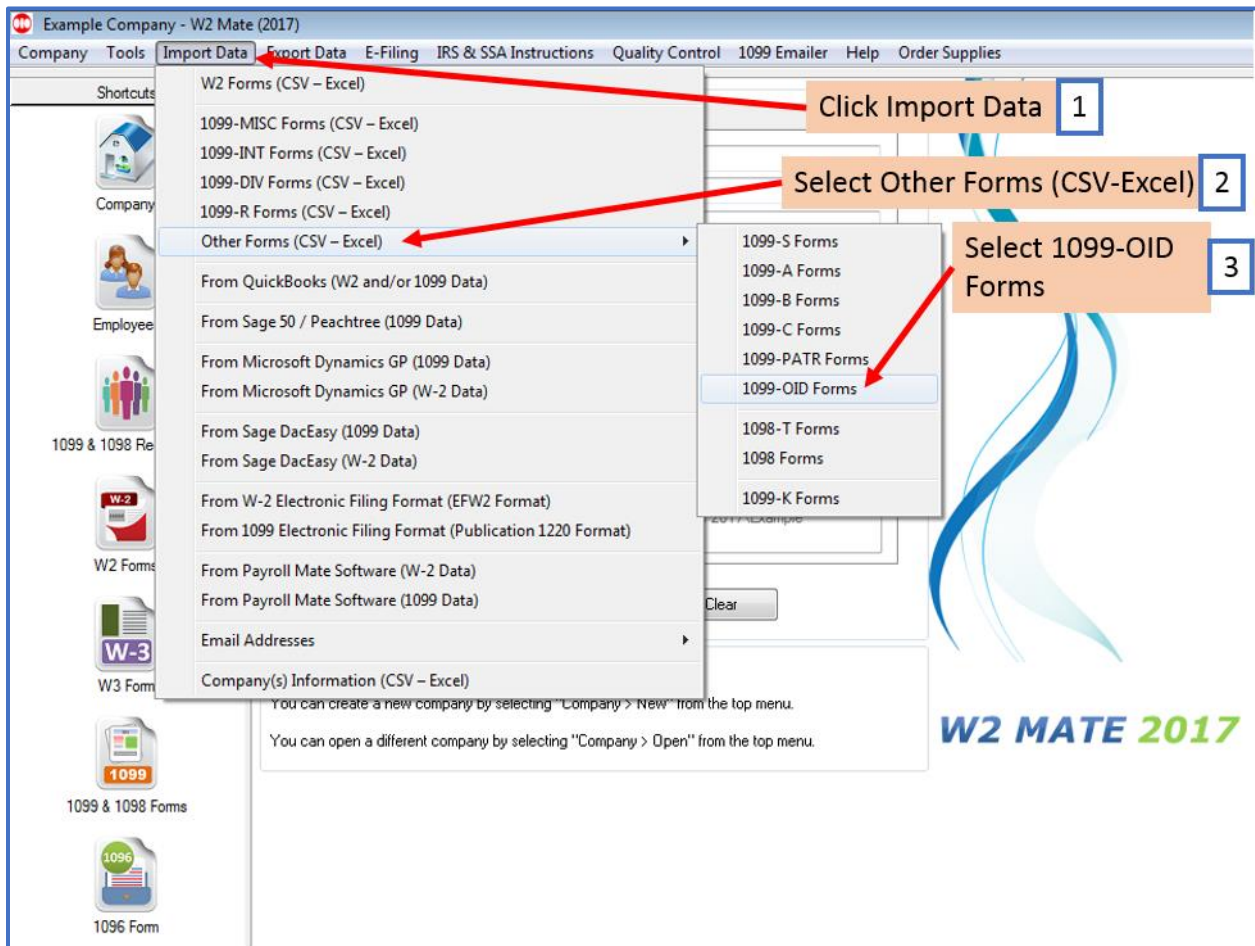 Example Company - W2 Mate (2017)
Company Tools Import Data Export Data E-Filing IRS & SSA Instructions Quality Control 1099 Emailer Help Order Supplies
Shortcuts
Company
Employee
1099 & 1098 Re
W-2
W2 Forms
W-3
W3 Form
1099
1099 & 1098 Forms
1096
1096 Form
W2 Forms (CSV – Excel)
1099-MISC Forms (CSV – Excel)
1099-INT Forms (CSV – Excel)
1099-DIV Forms (CSV – Excel)
1099-R Forms (CSV – Excel)
Other Forms (CSV – Excel)
From QuickBooks (W2 and/or 1099 Data)
From Sage 50 / Peachtree (1099 Data)
From Microsoft Dynamics GP (1099 Data)
From Microsoft Dynamics GP (W-2 Data)
From Sage DacEasy (1099 Data)
From Sage DacEasy (W-2 Data)
From W-2 Electronic Filing Format (EFW2 Format)
From 1099 Electronic Filing Format (Publication 1220 Format)
From Payroll Mate Software (W-2 Data)
From Payroll Mate Software (1099 Data)
Email Addresses
Company(s) Information (CSV – Excel)
1099-S Forms
1099-A Forms
1099-B Forms
1099-C Forms
1099-PATR Forms
1099-OID Forms
1098-T Forms
1098 Forms
1099-K Forms
Click Import Data 1
Select Other Forms (CSV-Excel) 2
Select 1099-OID
Forms
3
2017\Example
Clear
You can create a new company by selecting "Company > New" from the top menu.
You can open a different company by selecting "Company > Open" from the top menu.
W2 MATE 2017